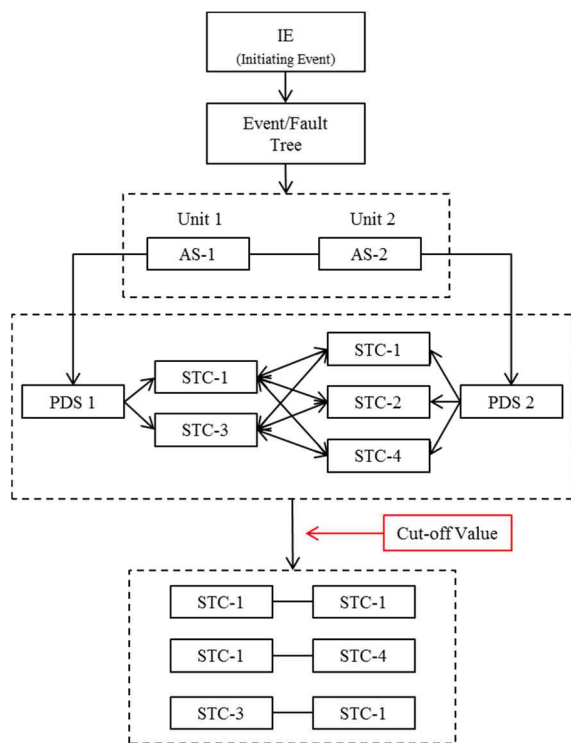 IE
(Initiating Event)
Event/Fault
Tree
Unit 1 Unit 2
AS-1 AS-2
STC-1
STC-1
PDS 1 STC-2 PDS 2
STC-3
STC-4
Cut-off Value
STC-1 STC-1
STC-1 STC-4
STC-3 STC-1